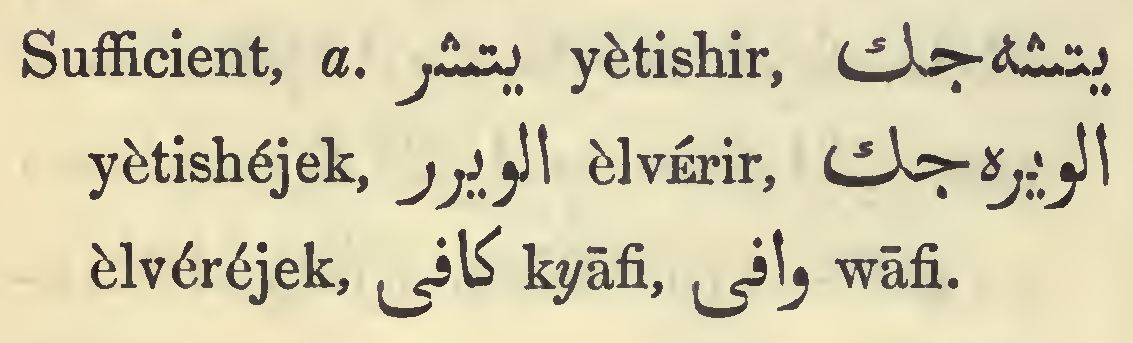 Sufficient, a. يتشر yètishir, يتشه‌جك
yètishéjek, الويرر èlvÉrir, الويره‌جك
èlvéréjek, كافى kyāfi, وافى wāfi.